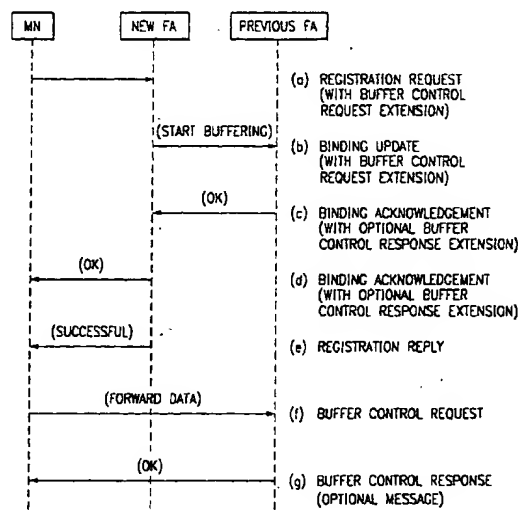 MN
NEW FA
PREVIOUS FA
(a) REGISTRATION REQUEST
(WITH BUFFER CONTROL
REQUEST EXTENSION)
(START BUFFERING)
(b) BINDING UPDATE
(WITH BUFFER CONTROL
REQUEST EXTENSION)
(OK)
(c) BINDING ACKNOWLEDGEMENT
(WITH OPTIONAL BUFFER
CONTROL RESPONSE EXTENSION)
(OK)
(d) BINDING ACKNOWLEDGEMENT
(WITH OPTIONAL BUFFER
CONTROL RESPONSE EXTENSION)
(SUCCESSFUL)
(e) REGISTRATION REPLY
(FORWARD DATA)
(f) BUFFER CONTROL REQUEST
(OK)
(g) BUFFER CONTROL RESPONSE
(OPTIONAL MESSAGE)